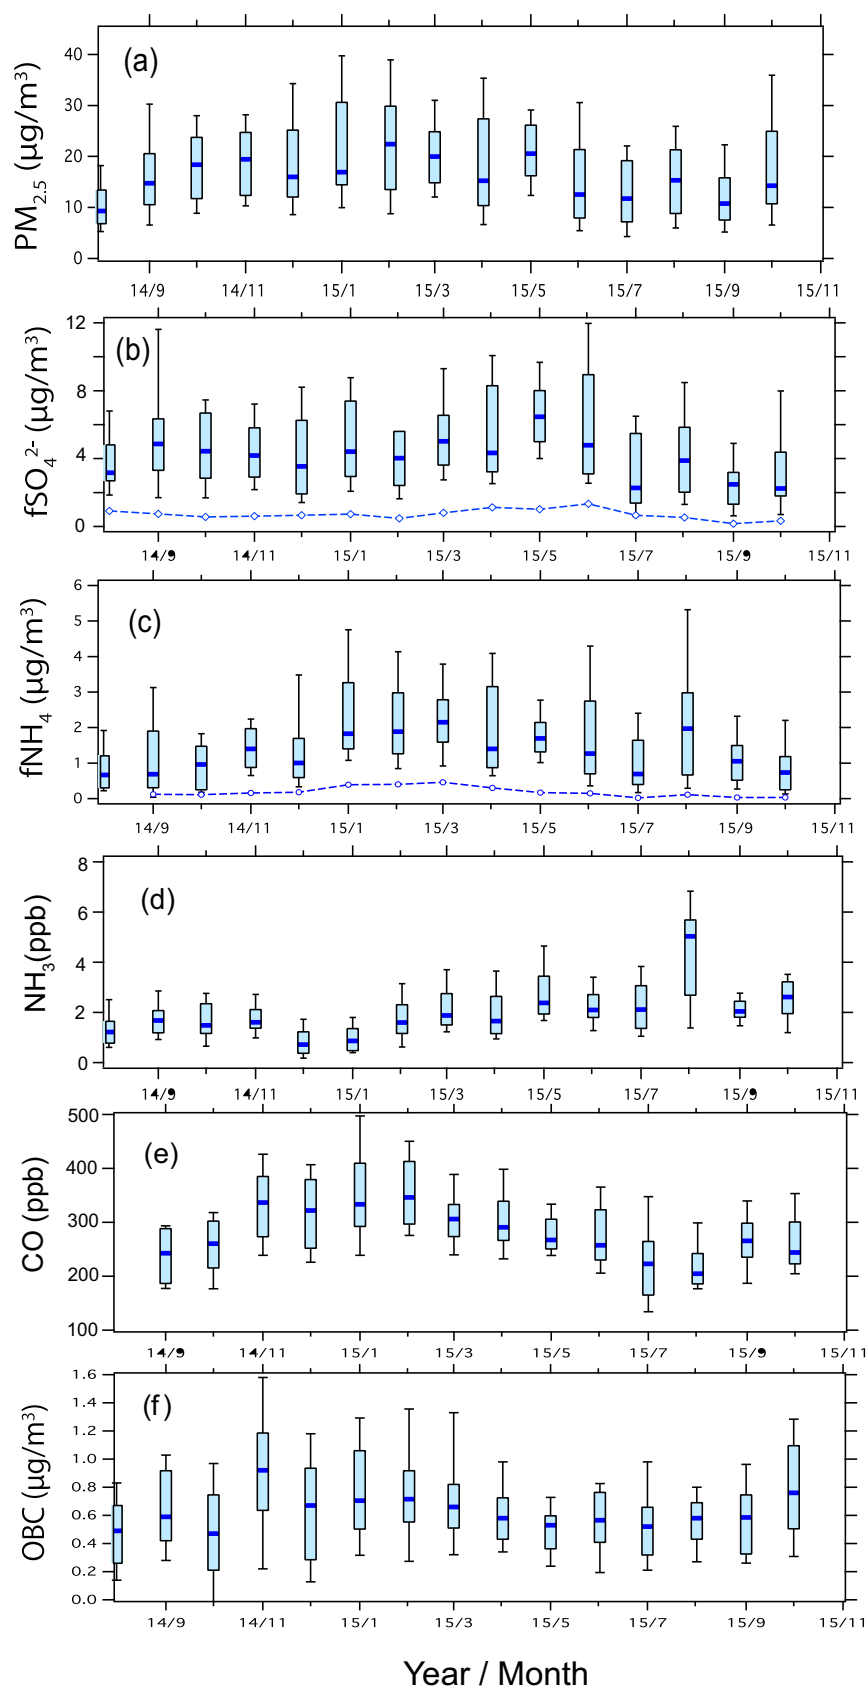 (a)
PM2.5 (μg/m³)
40
30
20
10
0
14/9 14/11 15/1 15/3 15/5 15/7 15/9 15/11
(b)
fSO₄²⁻ (μg/m³)
12
8
4
0
14/9 14/11 15/1 15/3 15/5 15/7 15/9 15/11
(c)
fNH₄ (μg/m³)
6
5
4
3
2
1
0
14/9 14/11 15/1 15/3 15/5 15/7 15/9 15/11
(d)
NH₃(ppb)
8
6
4
2
0
14/9 14/11 15/1 15/3 15/5 15/7 15/9 15/11
(e)
CO (ppb)
500
400
300
200
100
14/9 14/11 15/1 15/3 15/5 15/7 15/9 15/11
(f)
OBC (μg/m³)
1.6
1.4
1.2
1.0
0.8
0.6
0.4
0.2
0.0
14/9 14/11 15/1 15/3 15/5 15/7 15/9 15/11
Year / Month